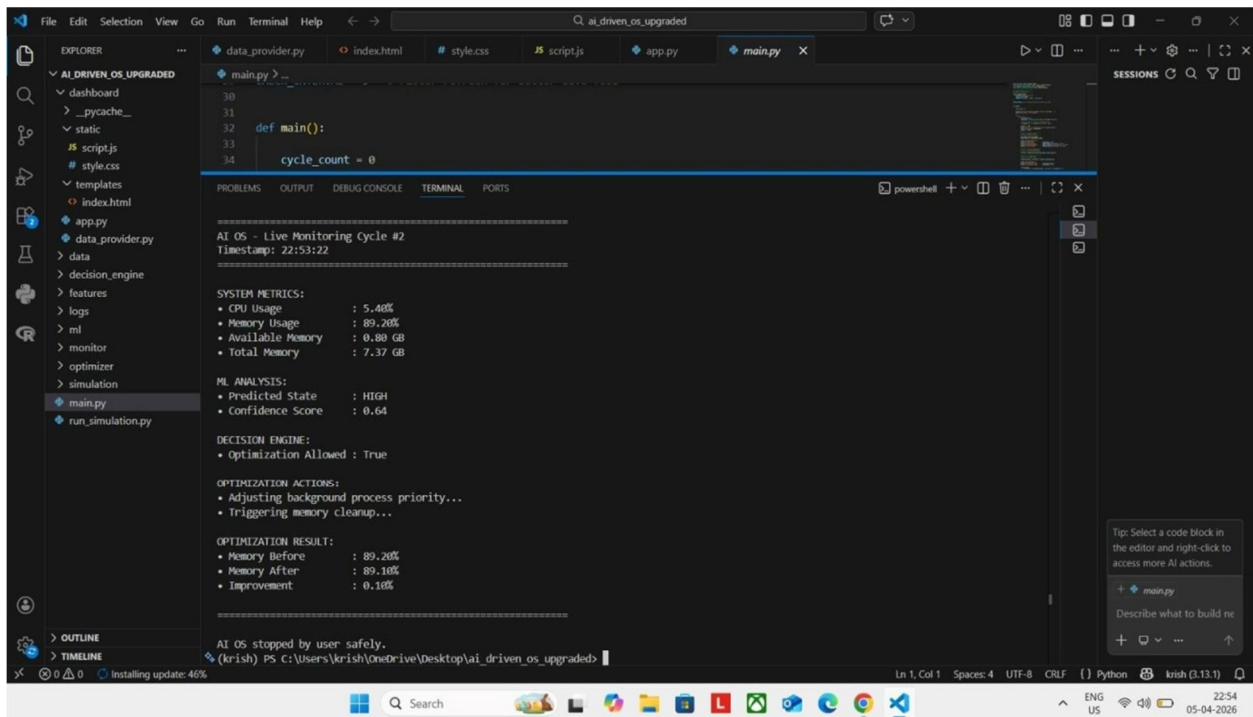 File Edit Selection View Go Run Terminal Help
ai_driven_os_upgraded
EXPLORER
AI_DRIVEN_OS_UPGRADED
dashboard
__pycache__
static
JS script.js
# style.css
templates
index.html
app.py
data_provider.py
data
decision_engine
features
logs
ml
monitor
optimizer
simulation
main.py
run_simulation.py
OUTLINE
TIMELINE
data_provider.py
index.html
# style.css
JS script.js
app.py
main.py
main.py > ...
30
31
32 def main():
33
34 cycle_count = 0
PROBLEMS OUTPUT DEBUG CONSOLE TERMINAL PORTS
powershell
AI OS - Live Monitoring Cycle #2
Timestamp: 22:53:22
SYSTEM METRICS:
• CPU Usage : 5.40%
• Memory Usage : 89.20%
• Available Memory : 0.80 GB
• Total Memory : 7.37 GB
ML ANALYSIS:
• Predicted State : HIGH
• Confidence Score : 0.64
DECISION ENGINE:
• Optimization Allowed : True
OPTIMIZATION ACTIONS:
• Adjusting background process priority...
• Triggering memory cleanup...
OPTIMIZATION RESULT:
• Memory Before : 89.20%
• Memory After : 89.10%
• Improvement : 0.10%
AI OS stopped by user safely.
(krish) PS C:\Users\krish\OneDrive\Desktop\ai_driven_os_upgraded>
SESSIONS
Tip: Select a code block in
the editor and right-click to
access more AI actions.
main.py
Describe what to build ne
0 0 Installing update: 46%
Ln 1, Col 1 Spaces: 4 UTF-8 CRLF {} Python krish (3.13.1)
Search
ENG
US
22:54
05-04-2026